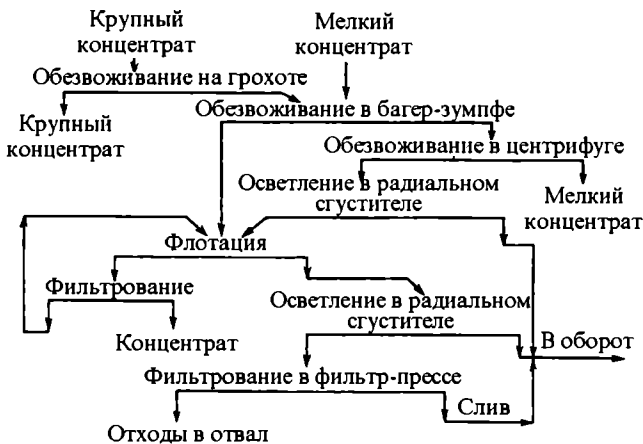 Крупный
концентрат
Мелкий
концентрат
Обезвоживание на грохоте
Крупный
концентрат
Обезвоживание в багер-зумпфе
Обезвоживание в центрифуге
Осветление в радиальном
сгустителе
Мелкий
концентрат
Флотация
Фильтрование
Осветление в радиальном
сгустителе
Концентрат
В оборот
Фильтрование в фильтр-прессе
Слив
Отходы в отвал